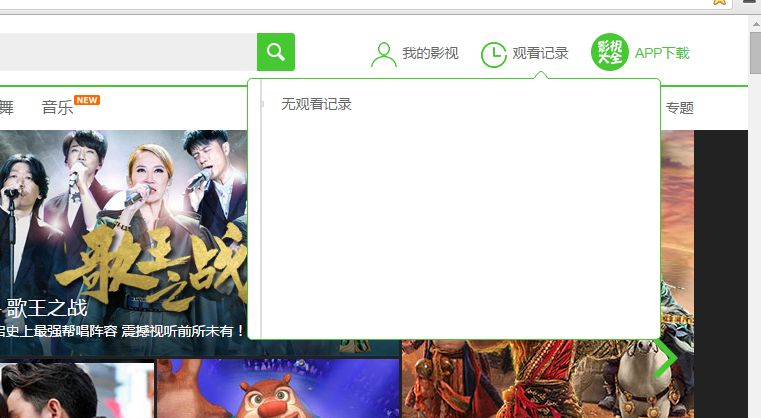 我的影视
观看记录
影视大全
APP下载
舞
音乐
NEW
专题
无观看记录
歌王之战
歌王之战
启史上最强帮唱阵容 震撼视听前所未有！